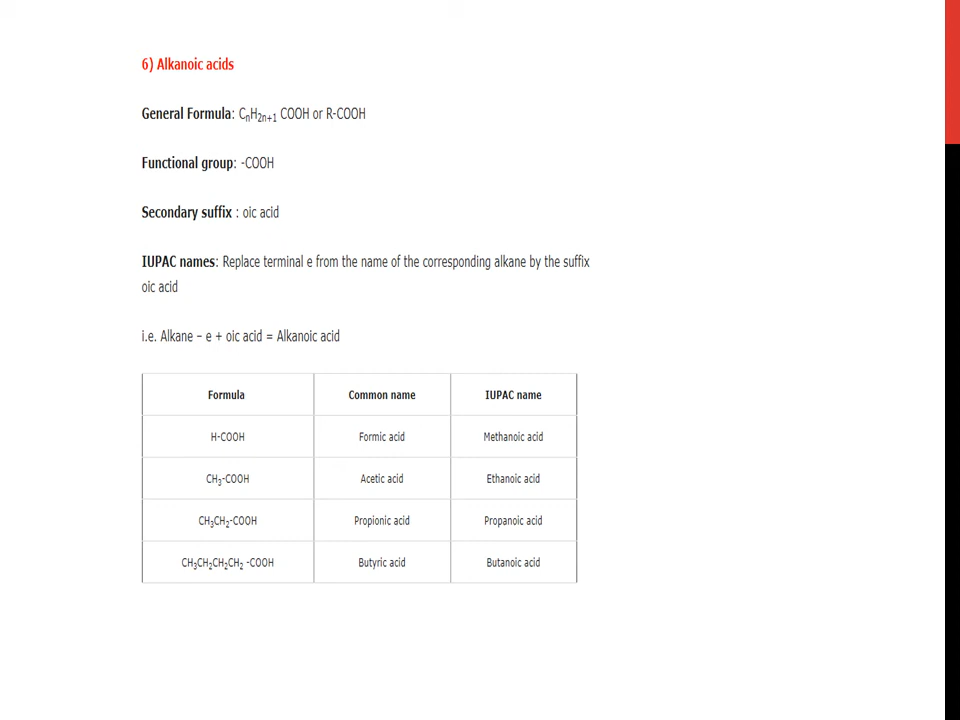 6) Alkanoic acids
General Formula: CnH2n+1 COOH or R-COOH
Functional group: -COOH
Secondary suffix : oic acid
IUPAC names: Replace terminal e from the name of the corresponding alkane by the suffix
oic acid
i.e. Alkane – e + oic acid = Alkanoic acid
Formula Common name IUPAC name
H-COOH Formic acid Methanoic acid
CH3-COOH Acetic acid Ethanoic acid
CH3CH2-COOH Propionic acid Propanoic acid
CH3CH2CH2CH2 -COOH Butyric acid Butanoic acid